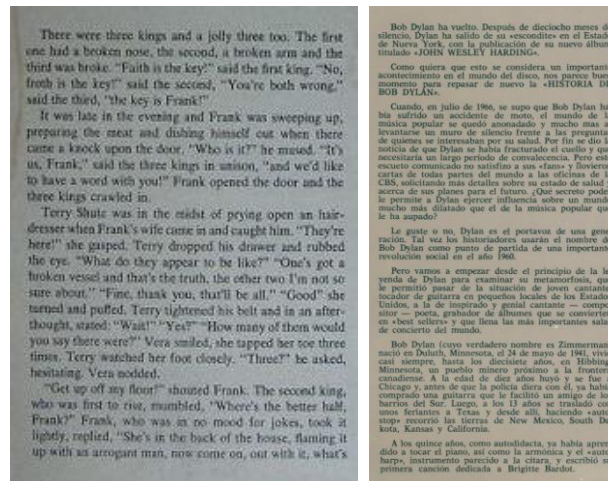 There were three kings and a jolly three too. The first
one had a broken nose, the second, a broken arm and the
third was broke. "Faith is the key!" said the first king. "No,
froth is the key!" said the second, "You're both wrong,"
said the third, "the key is Frank!"
It was late in the evening and Frank was sweeping up,
preparing the meat and dishing himself out when there
came a knock upon the door. "Who is it?" he mused. "It's
us, Frank," said the three kings in unison, "and we'd like
to have a word with you!" Frank opened the door and the
three kings crawled in.
Terry Shute was in the midst of prying open an hair-
dresser when Frank's wife came in and caught him. "They're
here!" she gasped. Terry dropped his drawer and rubbed
the eye. "What do they appear to be like?" "One's got a
broken vessel and that's the truth, the other two I'm not so
sure about." "Fine, thank you, that'll be all." "Good" she
turned and puffed. Terry tightened his belt and in an after-
thought, stated: "Wait!" "Yes?" "How many of them would
you say there were?" Vera smiled, she tapped her toe three
times. Terry watched her foot closely. "Three?" he asked,
hesitating. Vera nodded.
"Get up off my floor!" shouted Frank. The second king,
who was first to rise, mumbled, "Where's the better half,
Frank?" Frank, who was in no mood for jokes, took it
lightly, replied, "She's in the back of the house, flaming it
up with an arrogant man, now come on, out with it, what's
Bob Dylan ha vuelto. Después de dieciocho meses de
silencio, Dylan ha salido de su «escondite» en el Estad
de Nueva York, con la publicación de su nuevo álbum
titulado «JOHN WESLEY HARDING».
Como quiera que esto se considera un important
acontecimiento en el mundo del disco, nos parece buen
momento para repasar de nuevo la «HISTORIA DE
BOB DYLAN».
Cuando, en julio de 1966, se supo que Bob Dylan ha
bía sufrido un accidente de moto, el mundo de la
música popular se quedó anonadado y mucho mas a
levantarse un muro de silencio frente a las pregunta
de quienes se interesaban por su salud. Por fin se dio l
noticia de que Dylan se había fracturado el cuello y que
necesitaría un largo período de convalecencia. Pero est
escueto comunicado no satisfizo a sus «fans» y llovieron
cartas de todas partes del mundo a las oficinas de l
CBS, solicitando más detalles sobre su estado de salud
acerca de sus planes para el futuro. ¿Qué secreto pode
le permite a Dylan ejercer influencia sobre un mundo
mucho más dilatado que el de la música popular que
le ha aupado?
Le guste o no, Dylan es el portavoz de una gene
ración. Tal vez los historiadores usarán el nombre d
Bob Dylan como punto de partida de una important
revolución social en el año 1960.
Pero vamos a empezar desde el principio de la le
yenda de Dylan para examinar su metamorfosis, qu
le permitió pasar de la situación de joven cantante
tocador de guitarra en pequeños locales de los Estado
Unidos, a la de inspirado y genial cantante — compo
sitor — poeta, grabador de álbumes que se convierten
en «best sellers» y que llena las más importantes sala
de concierto del mundo.
Bob Dylan (cuyo verdadero nombre es Zimmerman
nació en Duluth, Minnesota, el 24 de mayo de 1941, vivi
casi siempre, hasta los diecisiete años, en Hibbing
Minnesota, un pueblo minero próximo a la fronter
canadiense. A la edad de diez años huyó y se fue
Chicago y, antes de que la policía diera con él, ya habí
comprado una guitarra que le facilitó un amigo de lo
barrios del Sur. Luego, a los 13 años se trasladó co
unos feriantes a Texas y desde allí, haciendo «auto
stop» recorrió las tierras de New Mexico, South Da
kota, Kansas y California.
A los quince años, como autodidacta, ya había apren
dido a tocar el piano, así como la armónica y el «auto
harp», instrumento parecido a la cítara, y escribió s
primera canción dedicada a Brigitte Bardot.